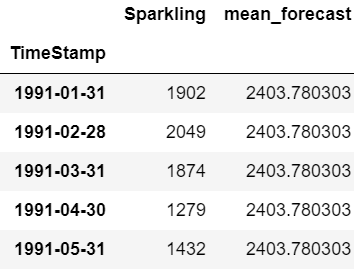 Sparkling mean_forecast
TimeStamp
1991-01-31 1902 2403.780303
1991-02-28 2049 2403.780303
1991-03-31 1874 2403.780303
1991-04-30 1279 2403.780303
1991-05-31 1432 2403.780303